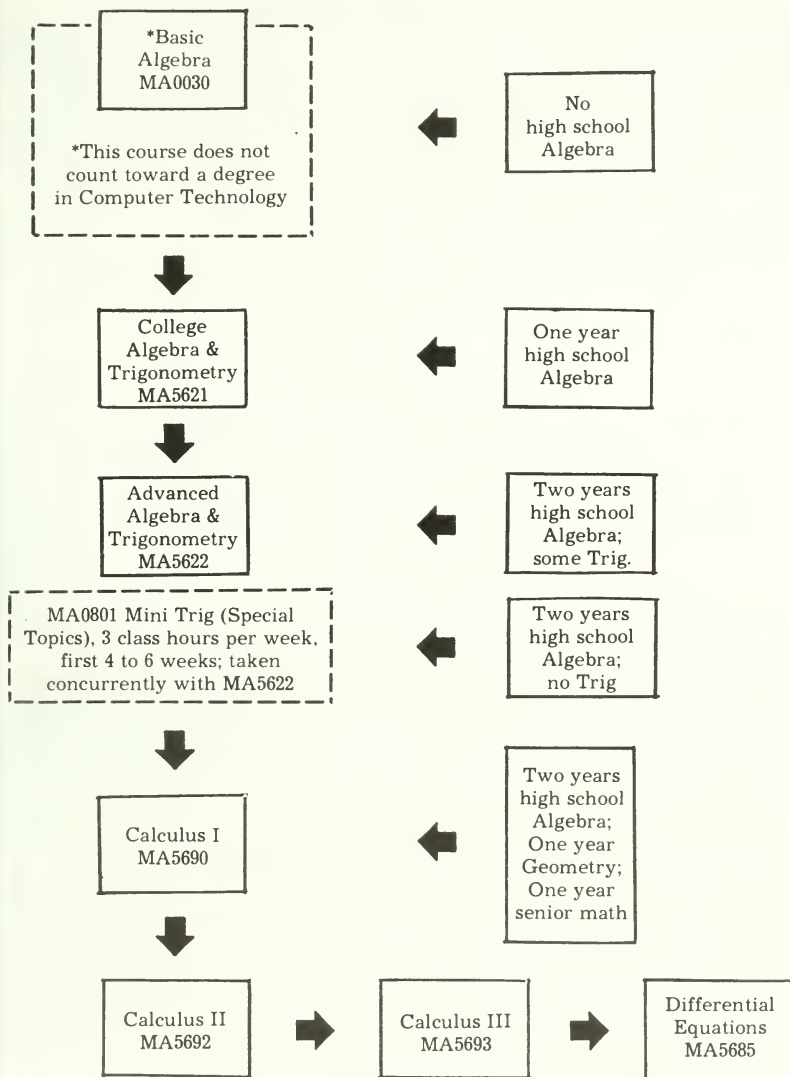 *Basic
Algebra
MA0030
*This course does not
count toward a degree
in Computer Technology
No
high school
Algebra
College
Algebra &
Trigonometry
MA5621
One year
high school
Algebra
Advanced
Algebra &
Trigonometry
MA5622
Two years
high school
Algebra;
some Trig.
MA0801 Mini Trig (Special
Topics), 3 class hours per week,
first 4 to 6 weeks; taken
concurrently with MA5622
Two years
high school
Algebra;
no Trig
Calculus I
MA5690
Two years
high school
Algebra;
One year
Geometry;
One year
senior math
Calculus II
MA5692
Calculus III
MA5693
Differential
Equations
MA5685